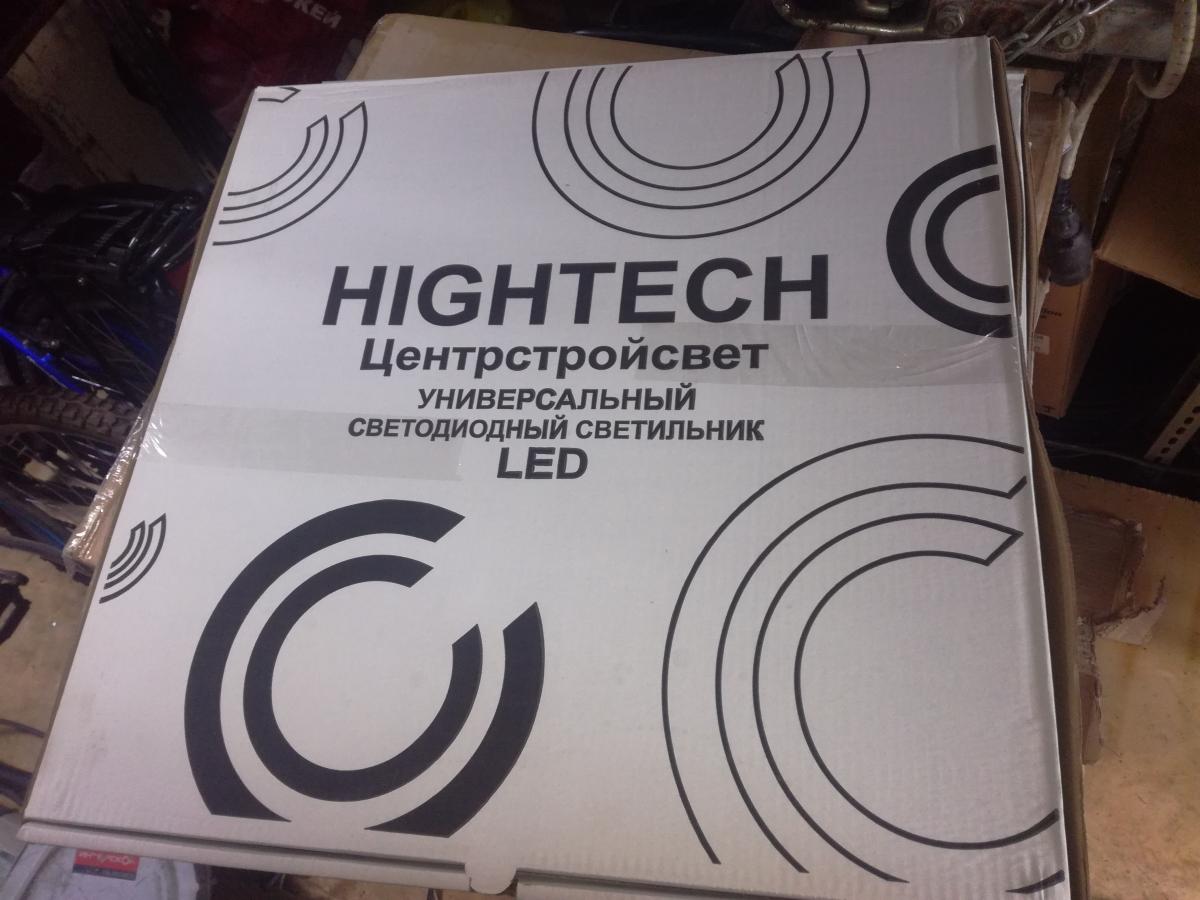 HIGHTECH
Центрстройсвет
УНИВЕРСАЛЬНЫЙ
СВЕТОДИОДНЫЙ СВЕТИЛЬНИК
LED